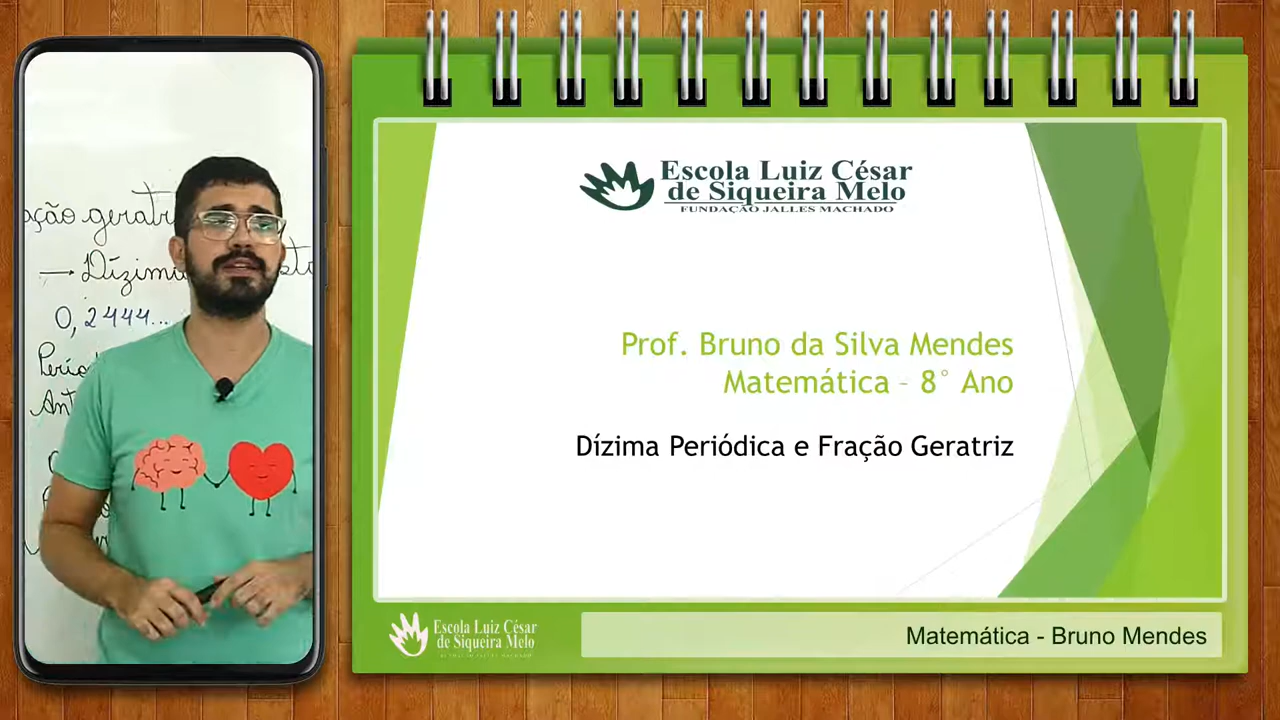 Escola Luiz César
de Siqueira Melo
FUNDAÇÃO JALLES MACHADO
Prof. Bruno da Silva Mendes
Matemática – 8° Ano
Dízima Periódica e Fração Geratriz
Escola Luiz César
de Siqueira Melo
Matemática - Bruno Mendes
0, 2444...